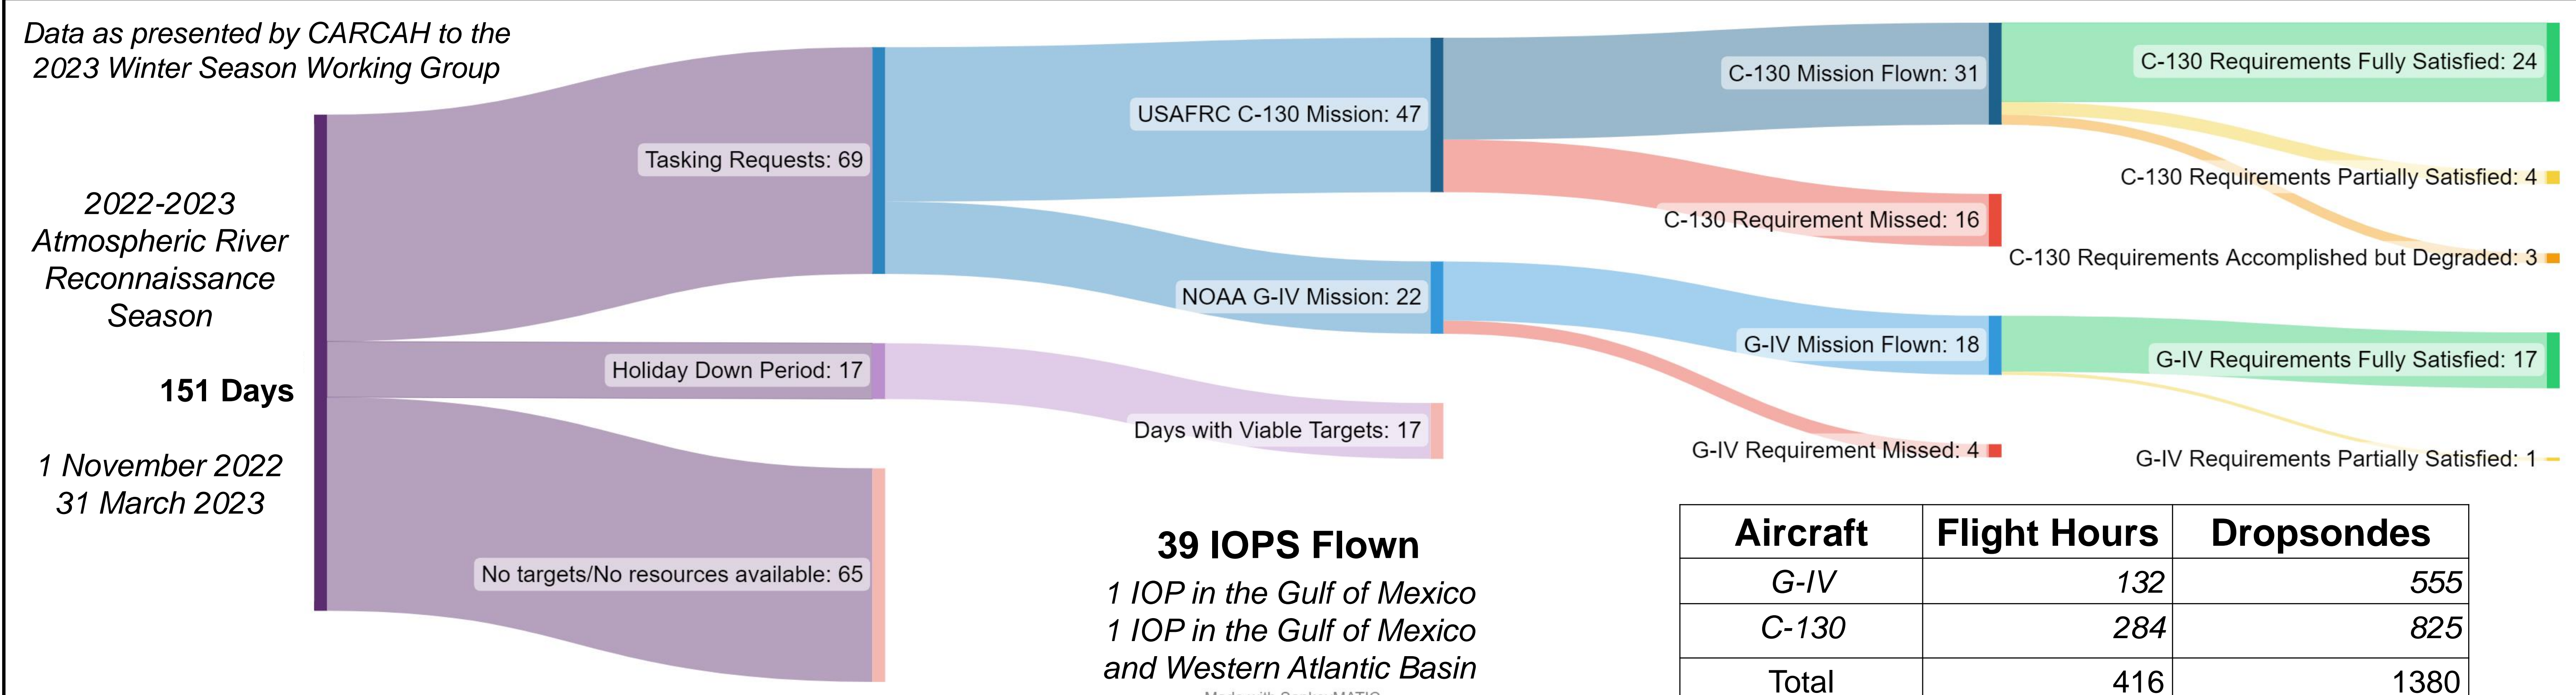 Data as presented by CARCAH to the
2023 Winter Season Working Group
2022-2023
Atmospheric River
Reconnaissance
Season
151 Days
1 November 2022
31 March 2023
Tasking Requests: 69
Holiday Down Period: 17
No targets/No resources available: 65
USAFRC C-130 Mission: 47
NOAA G-IV Mission: 22
Days with Viable Targets: 17
C-130 Mission Flown: 31
C-130 Requirement Missed: 16
G-IV Mission Flown: 18
G-IV Requirement Missed: 4
C-130 Requirements Fully Satisfied: 24
C-130 Requirements Partially Satisfied: 4
C-130 Requirements Accomplished but Degraded: 3
G-IV Requirements Fully Satisfied: 17
G-IV Requirements Partially Satisfied: 1
39 IOPS Flown
1 IOP in the Gulf of Mexico
1 IOP in the Gulf of Mexico
and Western Atlantic Basin
Aircraft Flight Hours Dropsondes
G-IV 132 555
C-130 284 825
Total 416 1380